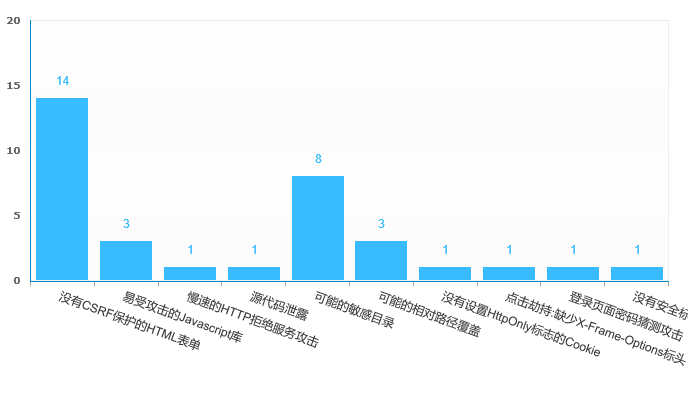 20
15
10
5
0
14
3
1
1
8
3
1
1
1
1
没有CSRF保护的HTML表单
易受攻击的Javascript库
慢速的HTTP拒绝服务攻击
源代码泄露
可能的敏感目录
可能的相对路径覆盖
没有设置HttpOnly标志的Cookie
点击劫持:缺少X-Frame-Options标头
登录页面密码猜测攻击
没有安全标